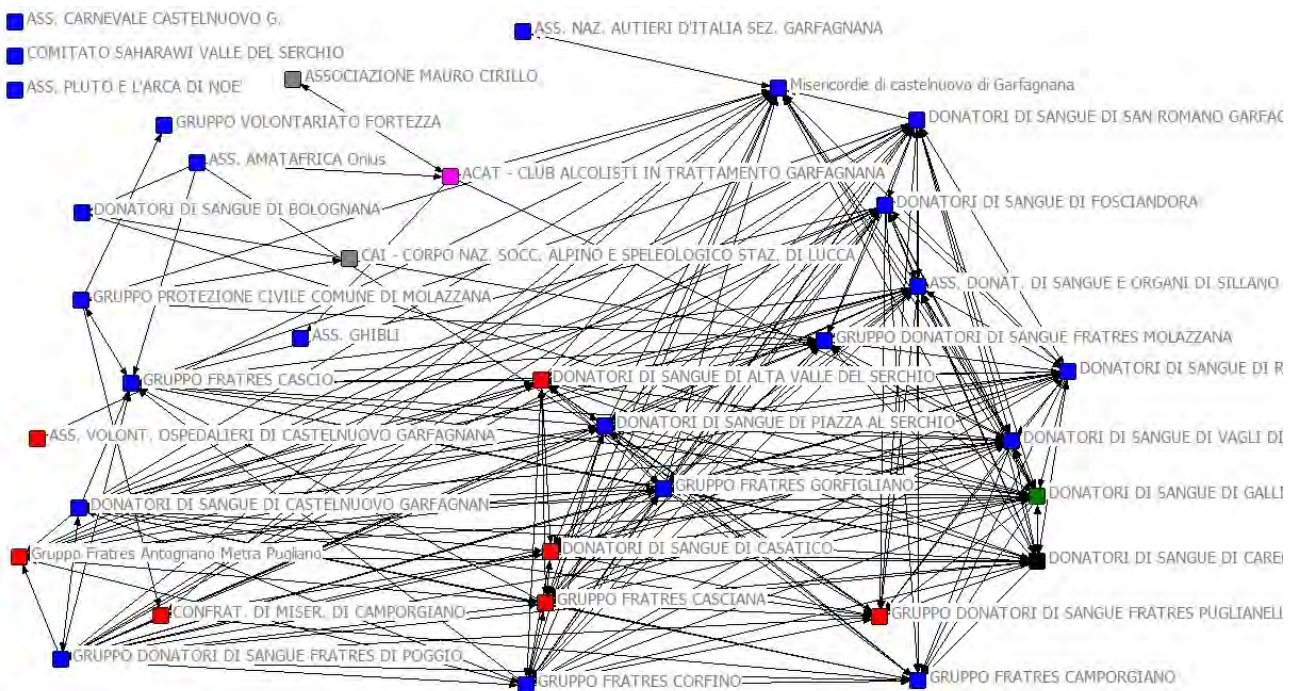 ASS. CARNEVALE CASTELNUOVO G.
ASS. NAZ. AUTIERI D'ITALIA SEZ. GARFAGNANA
COMITATO SAHARAWI VALLE DEL SERCHIO
ASSOCIAZIONE MAURO CIRILLO
ASS. PLUTO E L'ARCA DI NOE'
Misericordie di castelnuovo di Garfagnana
GRUPPO VOLONTARIATO FORTEZZA
DONATORI DI SANGUE DI SAN ROMANO GARFAG
ASS. AMATAFRICA Onlus
ACAT - CLUB ALCOLISTI IN TRATTAMENTO GARFAGNANA
DONATORI DI SANGUE DI BOLOGNANA
DONATORI DI SANGUE DI FOSCIANDORA
CAI - CORPO NAZ. SOCC. ALPINO E SPELEOLOGICO STAZ. DI LUCCA
GRUPPO PROTEZIONE CIVILE COMUNE DI MOLAZZANA
ASS. DONAT. DI SANGUE E ORGANI DI SILLANO
ASS. GHIBLI
GRUPPO DONATORI DI SANGUE FRATRES MOLAZZANA
GRUPPO FRATRES CASCIO
DONATORI DI SANGUE DI ALTA VALLE DEL SERCHIO
DONATORI DI SANGUE DI R
ASS. VOLONT. OSPEDALIERI DI CASTELNUOVO GARFAGNANA
DONATORI DI SANGUE DI PIAZZA AL SERCHIO
DONATORI DI SANGUE DI VAGLI DI
DONATORI DI SANGUE DI CASTELNUOVO GARFAGNAN
GRUPPO FRATRES GORFIGLIANO
DONATORI DI SANGUE DI GALLI
Gruppo Fratres Antognano Metra Pugliano
DONATORI DI SANGUE DI CASATICO
DONATORI DI SANGUE DI CARE
CONFRAT. DI MISER. DI CAMPORGIANO
GRUPPO FRATRES CASCIANA
GRUPPO DONATORI DI SANGUE FRATRES PUGLIANELL
GRUPPO DONATORI DI SANGUE FRATRES DI POGGIO
GRUPPO FRATRES CORFINO
GRUPPO FRATRES CAMPORGIANO